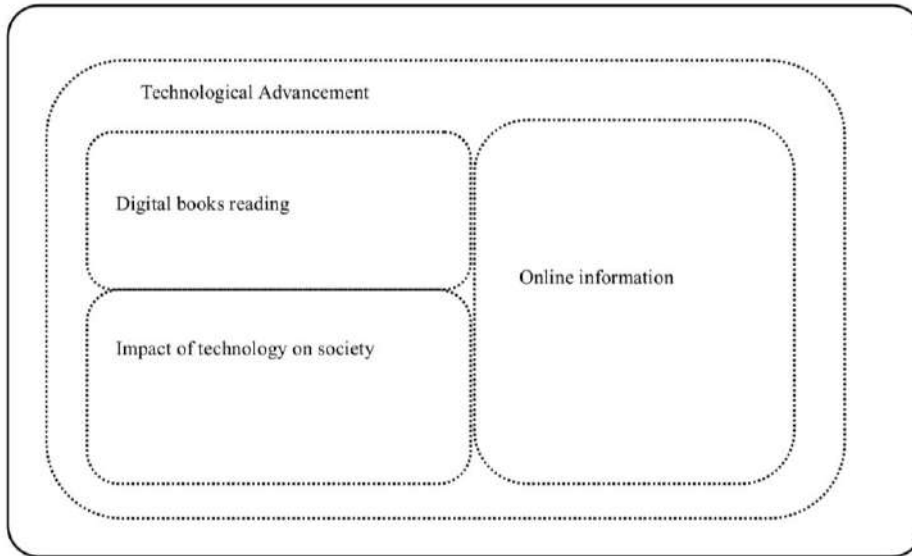 Technological Advancement
Digital books reading
Online information
Impact of technology on society